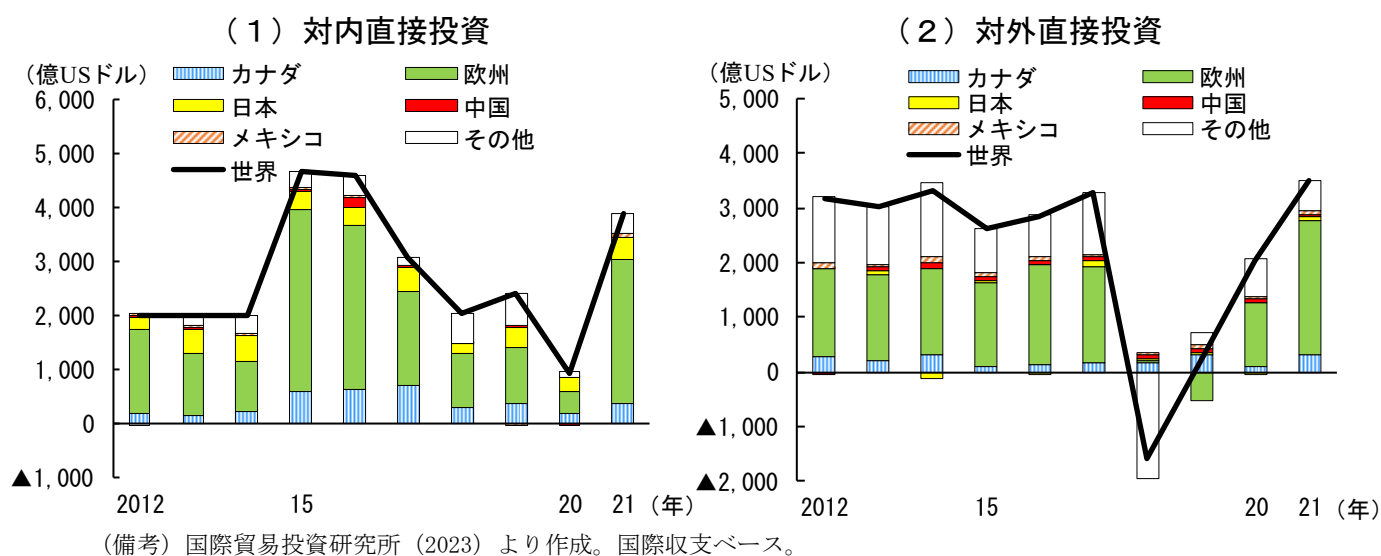 （１）対内直接投資
（億USドル）
カナダ
欧州
日本
中国
メキシコ
その他
世界
6,000
5,000
4,000
3,000
2,000
1,000
0
▲1,000
2012
15
20
21
（年）
（２）対外直接投資
（億USドル）
カナダ
欧州
日本
中国
メキシコ
その他
世界
5,000
4,000
3,000
2,000
1,000
0
▲1,000
▲2,000
2012
15
20
21
（年）
（備考）国際貿易投資研究所（2023）より作成。国際収支ベース。